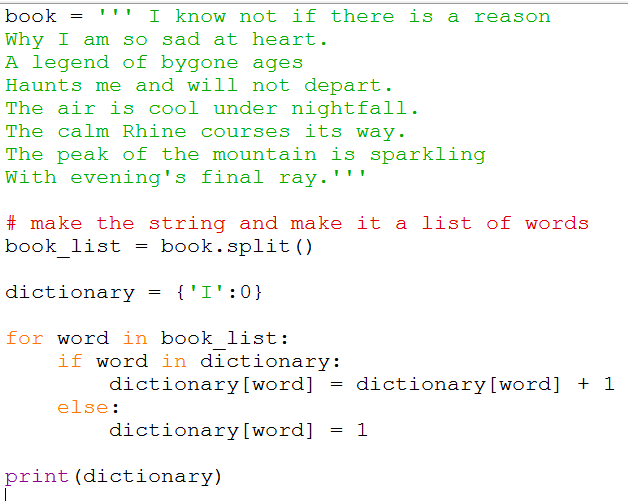 book = ''' I know not if there is a reason
Why I am so sad at heart.
A legend of bygone ages
Haunts me and will not depart.
The air is cool under nightfall.
The calm Rhine courses its way.
The peak of the mountain is sparkling
With evening's final ray.'''

# make the string and make it a list of words
book_list = book.split()

dictionary = {'I':0}

for word in book_list:
    if word in dictionary:
        dictionary[word] = dictionary[word] + 1
    else:
        dictionary[word] = 1

print(dictionary)